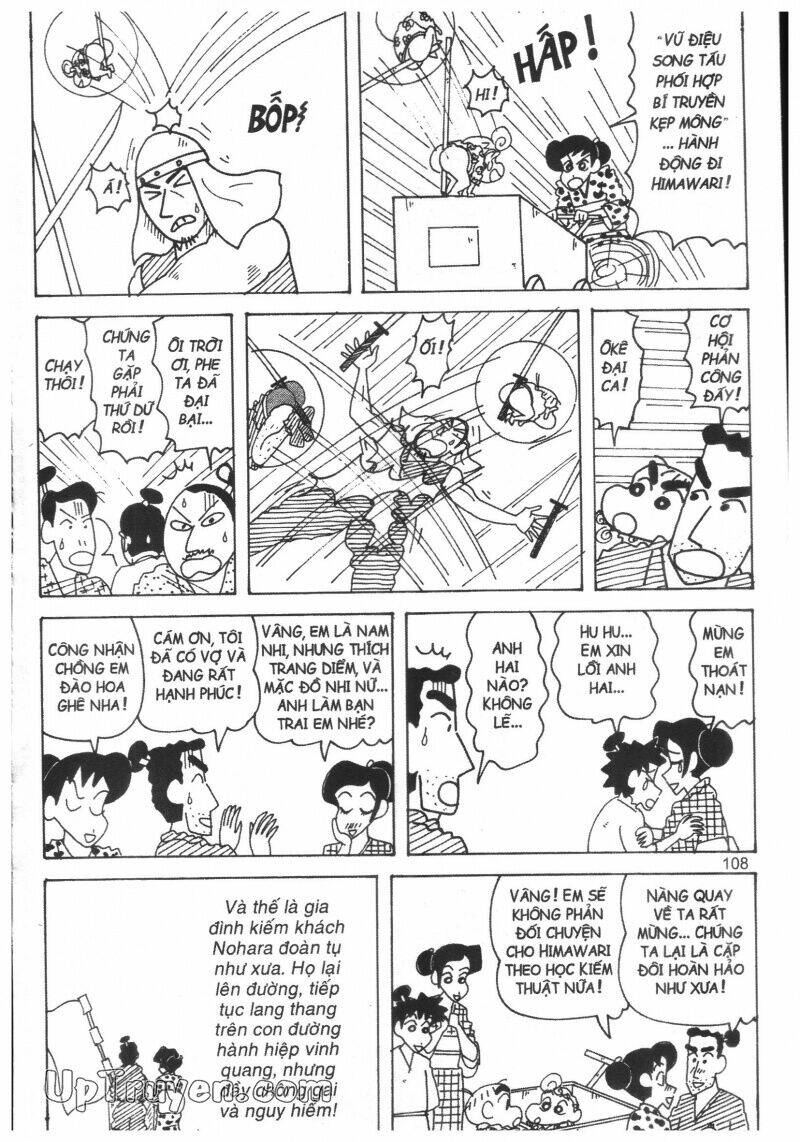 "VŨ ĐIỆU
SONG TẤU
PHỐI HỢP
BÍ TRUYỀN
KẸP MÔNG"
... HÀNH
ĐỘNG ĐI
HIMAWARI!
HẤP!
HI!
BỐP!
Ă!
CƠ
HỘI
PHẢN
CÔNG
ĐẤY!
ÔKÊ
ĐẠI
CA!
ỐI!
ÔI TRỜI
ƠI, PHE
TA ĐÃ
ĐẠI
BẠI...
CHÚNG
TA
GẶP
PHẢI
THỨ DỮ
RỒI!
CHẠY
THÔI!
MỪNG
EM
THOÁT
NẠN!
HU HU...
EM XIN
LỖI ANH
HAI...
ANH
HAI
NÀO?
KHÔNG
LẼ...
VÂNG, EM LÀ NAM
NHI, NHƯNG THÍCH
TRANG ĐIỂM, VÀ
MẶC ĐỒ NHI NỮ...
ANH LÀM BẠN
TRAI EM NHÉ?
CÁM ƠN, TÔI
ĐÃ CÓ VỢ VÀ
ĐANG RẤT
HẠNH PHÚC!
CÔNG NHẬN
CHỒNG EM
ĐÀO HOA
GHÊ NHA!
108
NÀNG QUAY
VỀ TA RẤT
MỪNG... CHÚNG
TA LẠI LÀ CẶP
ĐÔI HOÀN HẢO
NHƯ XƯA!
VÂNG! EM SẼ
KHÔNG PHẢN
ĐỐI CHUYỆN
CHO HIMAWARI
THEO HỌC KIẾM
THUẬT NỮA!
Và thế là gia
đình kiếm khách
Nohara đoàn tụ
như xưa. Họ lại
lên đường, tiếp
tục lang thang
trên con đường
hành hiệp vinh
quang, nhưng
đầy chông gai
và nguy hiểm!
Uptruyen.com